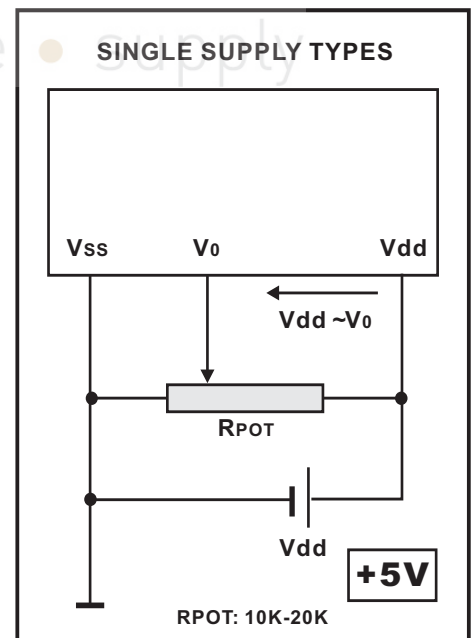 e • supply
SINGLE SUPPLY TYPES
Vss V0 Vdd
Vdd ~V0
RPOT
Vdd
+5V
RPOT: 10K-20K